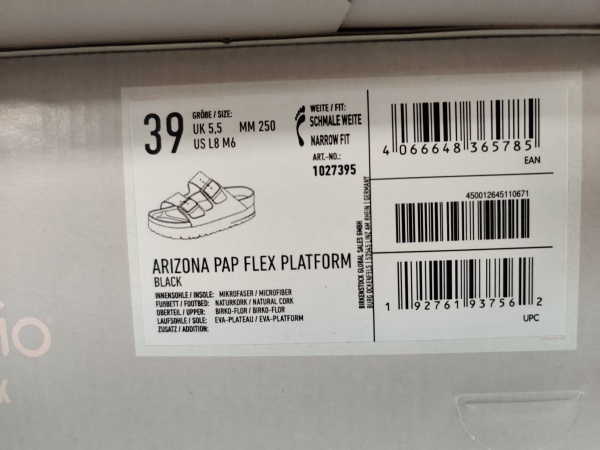 39
GRÖßE / SIZE:
UK 5,5 MM 250
US L8 M6
WEITE / FIT:
SCHMALE WEITE
NARROW FIT
ART.-NO.:
1027395
ARIZONA PAP FLEX PLATFORM
BLACK
INNENSOHLE / INSOLE: MIKROFASER / MICROFIBER
FUßBETT / FOOTBED: NATURKORK / NATURAL CORK
OBERTEIL / UPPER: BIRKO-FLOR / BIRKO-FLOR
LAUFSOHLE / SOLE: EVA-PLATEAU / EVA-PLATFORM
ZUSATZ / ADDITION:
BIRKENSTOCK GLOBAL SALES GMBH
BURG OCKENFELS | 53545 LINZ AM RHEIN | GERMANY
4 066648 365785
EAN
450012645110671
1 92761 93756 2
UPC
io
K